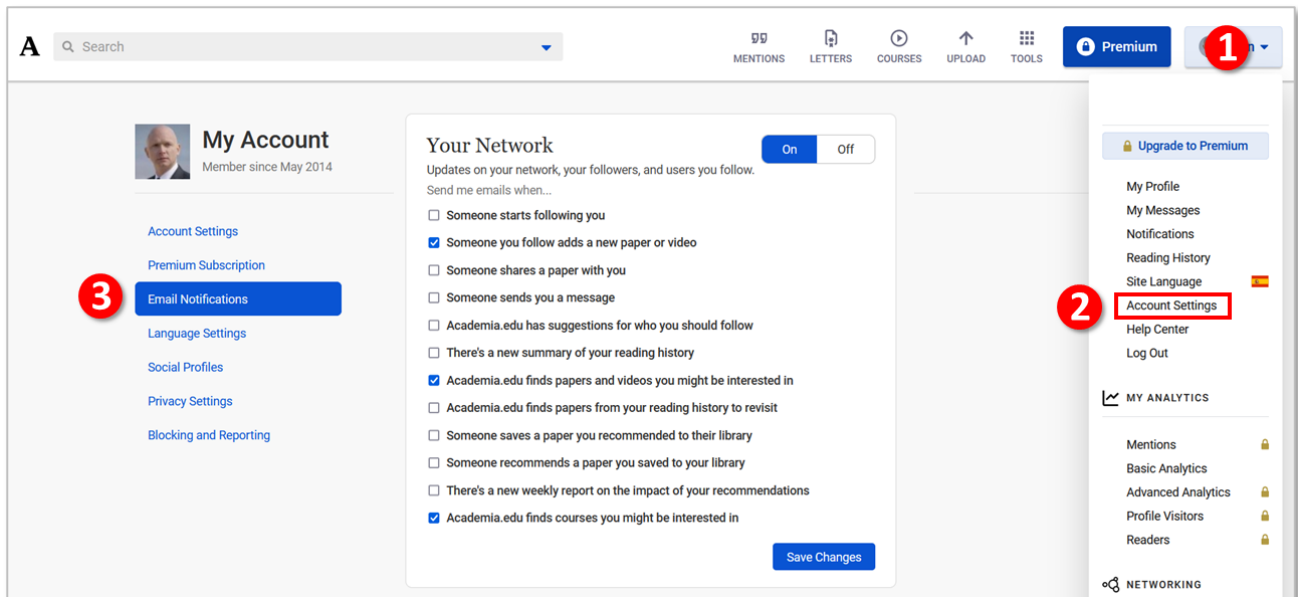 A
Search
MENTIONS
LETTERS
COURSES
UPLOAD
TOOLS
Premium
1
My Account
Member since May 2014
Account Settings
Premium Subscription
3
Email Notifications
Language Settings
Social Profiles
Privacy Settings
Blocking and Reporting
Your Network
On
Off
Updates on your network, your followers, and users you follow.
Send me emails when...
Someone starts following you
Someone you follow adds a new paper or video
Someone shares a paper with you
Someone sends you a message
Academia.edu has suggestions for who you should follow
There's a new summary of your reading history
Academia.edu finds papers and videos you might be interested in
Academia.edu finds papers from your reading history to revisit
Someone saves a paper you recommended to their library
Someone recommends a paper you saved to your library
There's a new weekly report on the impact of your recommendations
Academia.edu finds courses you might be interested in
Save Changes
Upgrade to Premium
My Profile
My Messages
Notifications
Reading History
Site Language
2
Account Settings
Help Center
Log Out
MY ANALYTICS
Mentions
Basic Analytics
Advanced Analytics
Profile Visitors
Readers
NETWORKING